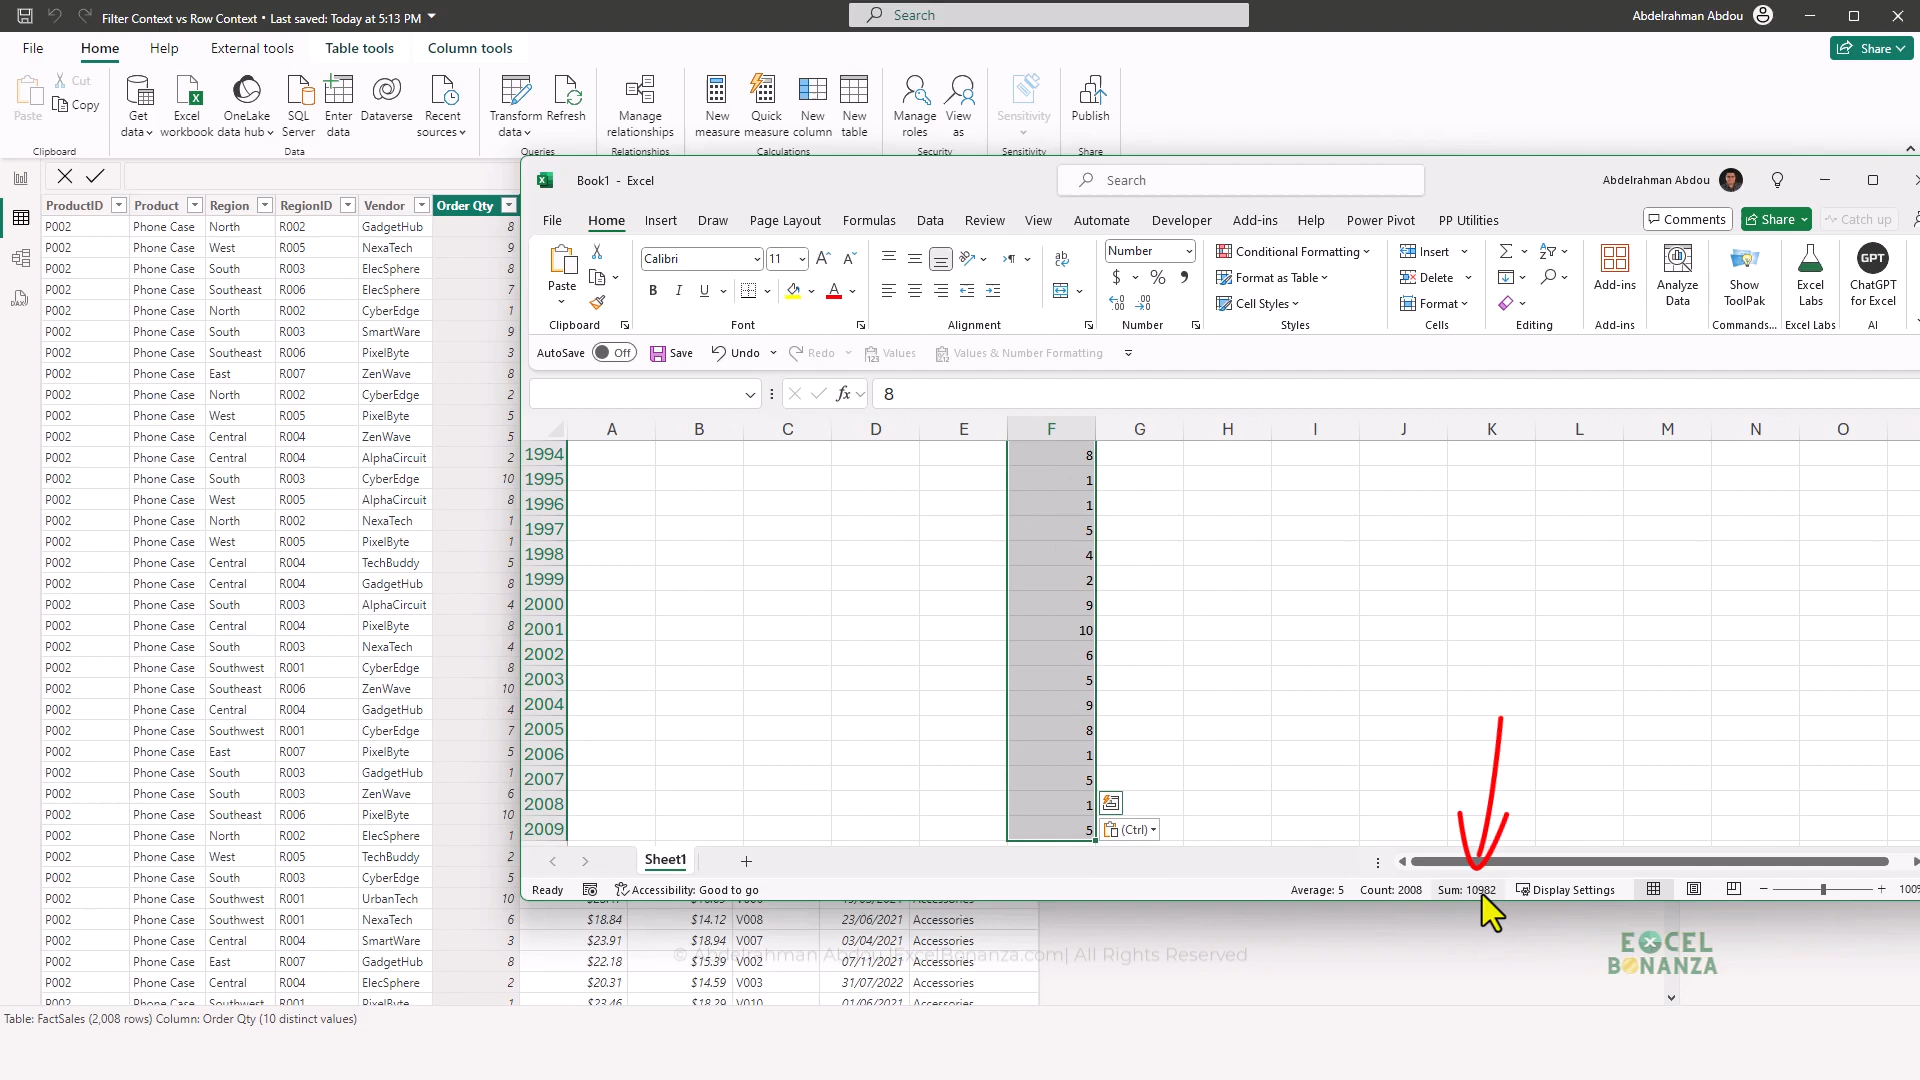 Filter Context vs Row Context • Last saved: Today at 5:13 PM
Search
Abdelrahman Abdou
File Home Help External tools Table tools Column tools
Share
Paste
Cut
Copy
Get data
Excel workbook
OneLake data hub
SQL Server
Enter data
Dataverse
Recent sources
Transform data
Refresh
Manage relationships
New measure
Quick measure
New column
New table
Manage roles
View as
Sensitivity
Publish
Clipboard Data Queries Relationships Calculations Security Sensitivity Share
ProductID Product Region RegionID Vendor Order Qty
P002 Phone Case North R002 GadgetHub 8
P002 Phone Case West R005 NexaTech 9
P002 Phone Case South R003 ElecSphere 8
P002 Phone Case Southeast R006 ElecSphere 7
P002 Phone Case North R002 CyberEdge 1
P002 Phone Case South R003 SmartWare 9
P002 Phone Case Southeast R006 PixelByte 3
P002 Phone Case East R007 ZenWave 8
P002 Phone Case North R002 CyberEdge 2
P002 Phone Case West R005 PixelByte 5
P002 Phone Case Central R004 ZenWave 5
P002 Phone Case Central R004 AlphaCircuit 2
P002 Phone Case South R003 CyberEdge 10
P002 Phone Case West R005 AlphaCircuit 8
P002 Phone Case North R002 NexaTech 1
P002 Phone Case West R005 PixelByte 1
P002 Phone Case Central R004 TechBuddy 5
P002 Phone Case Central R004 GadgetHub 8
P002 Phone Case South R003 AlphaCircuit 4
P002 Phone Case Central R004 PixelByte 8
P002 Phone Case South R003 NexaTech 4
P002 Phone Case Southwest R001 CyberEdge 8
P002 Phone Case Southeast R006 ZenWave 10
P002 Phone Case Central R004 GadgetHub 4
P002 Phone Case Southwest R001 CyberEdge 7
P002 Phone Case East R007 PixelByte 5
P002 Phone Case South R003 GadgetHub 1
P002 Phone Case South R003 ZenWave 6
P002 Phone Case Southeast R006 PixelByte 10
P002 Phone Case North R002 ElecSphere 1
P002 Phone Case West R005 TechBuddy 2
P002 Phone Case South R003 CyberEdge 5
P002 Phone Case Southwest R001 UrbanTech 10
P002 Phone Case Southwest R001 NexaTech 6 $18.84 $14.12 V008 23/06/2021 Accessories
P002 Phone Case Central R004 SmartWare 3 $23.91 $18.94 V007 03/04/2021 Accessories
P002 Phone Case East R007 GadgetHub 8 $22.18 $15.39 V002 07/11/2021 Accessories
P002 Phone Case Central R004 ElecSphere 2 $20.31 $14.59 V003 31/07/2022 Accessories
P002 Phone Case Southwest R001 PixelByte 1 $23.46 $18.29 V010 01/06/2021 Accessories
Book1 - Excel
Search
Abdelrahman Abdou
File Home Insert Draw Page Layout Formulas Data Review View Automate Developer Add-ins Help Power Pivot PP Utilities
Comments Share Catch up
Paste
Calibri 11
B I U
Number
Conditional Formatting
Format as Table
Cell Styles
Insert
Delete
Format
Add-ins
Analyze Data
Show ToolPak
Excel Labs
GPT
ChatGPT for Excel
Clipboard Font Alignment Number Styles Cells Editing Add-ins Commands... Excel Labs AI
AutoSave Off Save Undo Redo Values Values & Number Formatting
fx 8
A B C D E F G H I J K L M N O
1994 8
1995 1
1996 1
1997 5
1998 4
1999 2
2000 9
2001 10
2002 6
2003 5
2004 9
2005 8
2006 1
2007 5
2008 1
2009 5
(Ctrl)
Sheet1
Ready Accessibility: Good to go Average: 5 Count: 2008 Sum: 10982 Display Settings
© Abdelrahman Abdou |ExcelBonanza.com| All Rights Reserved
EXCEL
BONANZA
Table: FactSales (2,008 rows) Column: Order Qty (10 distinct values)